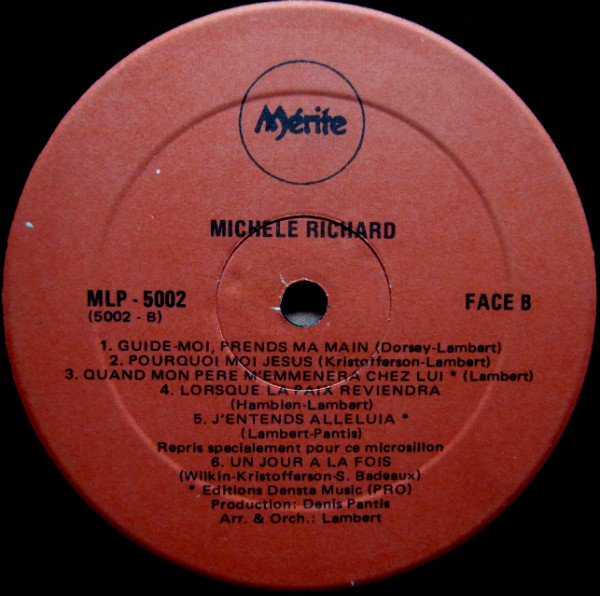 Mérite
MICHELE RICHARD
MLP - 5002
(5002 - B)
FACE B
1. GUIDE-MOI, PRENDS MA MAIN (Dorsey-Lambert)
2. POURQUOI MOI JESUS (Kristofferson-Lambert)
3. QUAND MON PERE M'EMMENERA CHEZ LUI * (Lambert)
4. LORSQUE LA PAIX REVIENDRA
(Hamblen-Lambert)
5. J'ENTENDS ALLELUIA *
(Lambert-Pantis)
Repris specialement pour ce microsillon
6. UN JOUR A LA FOIS
(Wilkin-Kristofferson-S. Badeaux)
* Editions Densta Music (PRO)
Production: Denis Pantis
Arr. & Orch.: Lambert